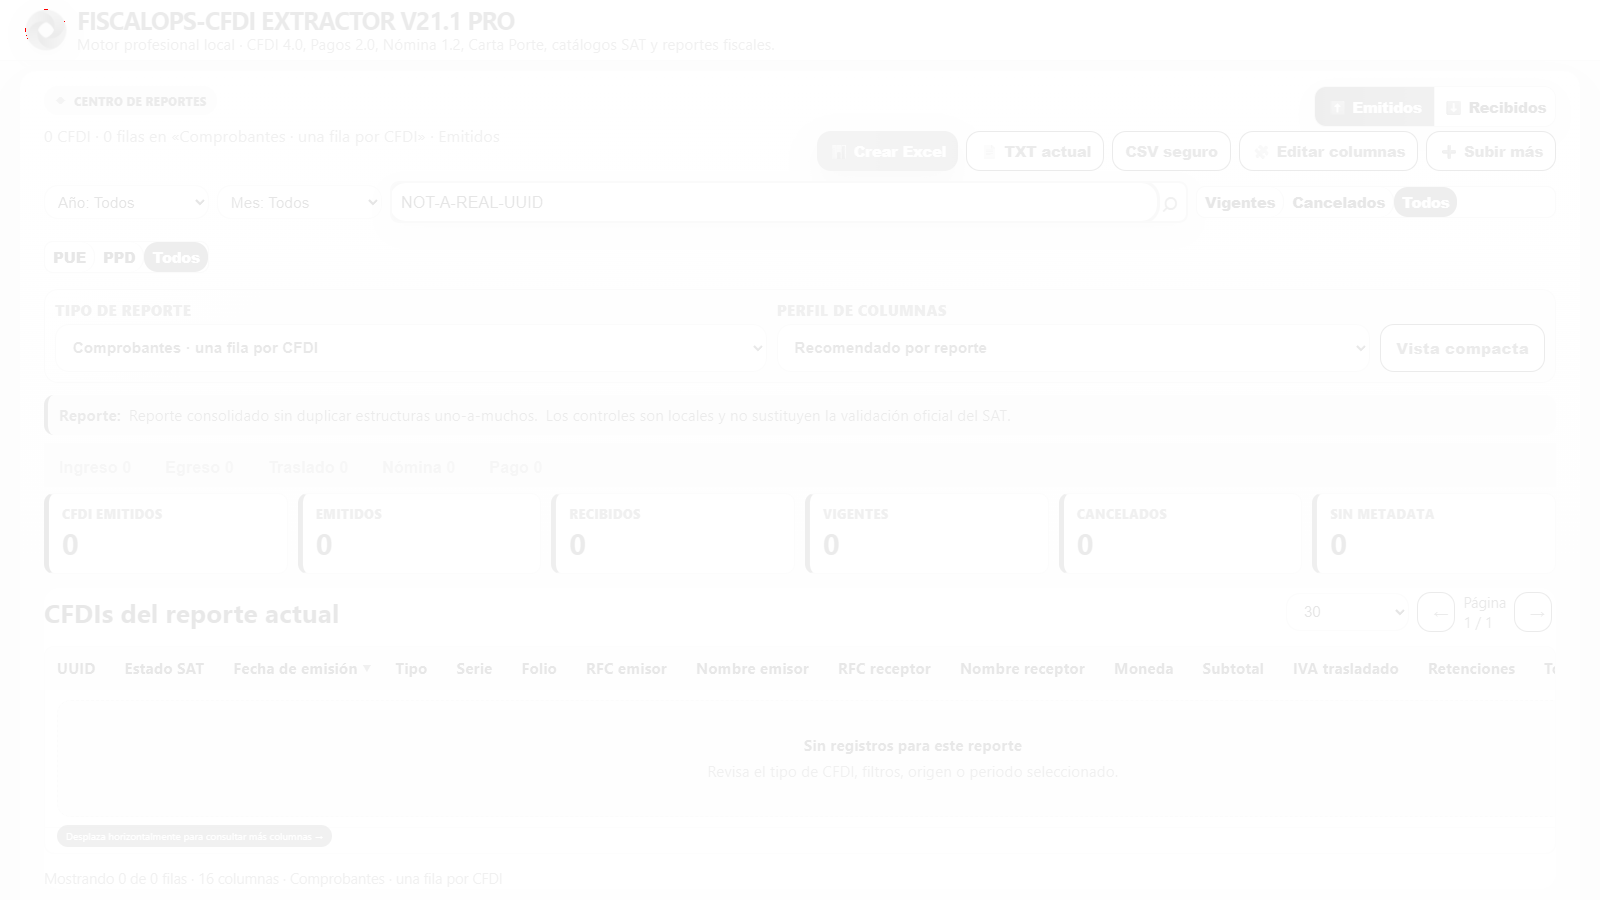 FISCALOPS-CFDI EXTRACTOR V21.1 PRO
Motor profesional local · CFDI 4.0, Pagos 2.0, Nómina 1.2, Carta Porte, catálogos SAT y reportes fiscales.
CENTRO DE REPORTES
Emitidos Recibidos
0 CFDI · 0 filas en «Comprobantes · una fila por CFDI» · Emitidos
Crear Excel TXT actual CSV seguro Editar columnas Subir más
Año: Todos Mes: Todos NOT-A-REAL-UUID Vigentes Cancelados Todos
PUE PPD Todos
TIPO DE REPORTE PERFIL DE COLUMNAS
Comprobantes · una fila por CFDI Recomendado por reporte Vista compacta
Reporte: Reporte consolidado sin duplicar estructuras uno-a-muchos. Los controles son locales y no sustituyen la validación oficial del SAT.
Ingreso 0 Egreso 0 Traslado 0 Nómina 0 Pago 0
CFDI EMITIDOS EMITIDOS RECIBIDOS VIGENTES CANCELADOS SIN METADATA
0 0 0 0 0 0
CFDIs del reporte actual 30 ← Página 1 / 1 →
UUID Estado SAT Fecha de emisión Tipo Serie Folio RFC emisor Nombre emisor RFC receptor Nombre receptor Moneda Subtotal IVA trasladado Retenciones
Sin registros para este reporte
Revisa el tipo de CFDI, filtros, origen o periodo seleccionado.
Desplaza horizontalmente para consultar más columnas →
Mostrando 0 de 0 filas · 16 columnas · Comprobantes · una fila por CFDI